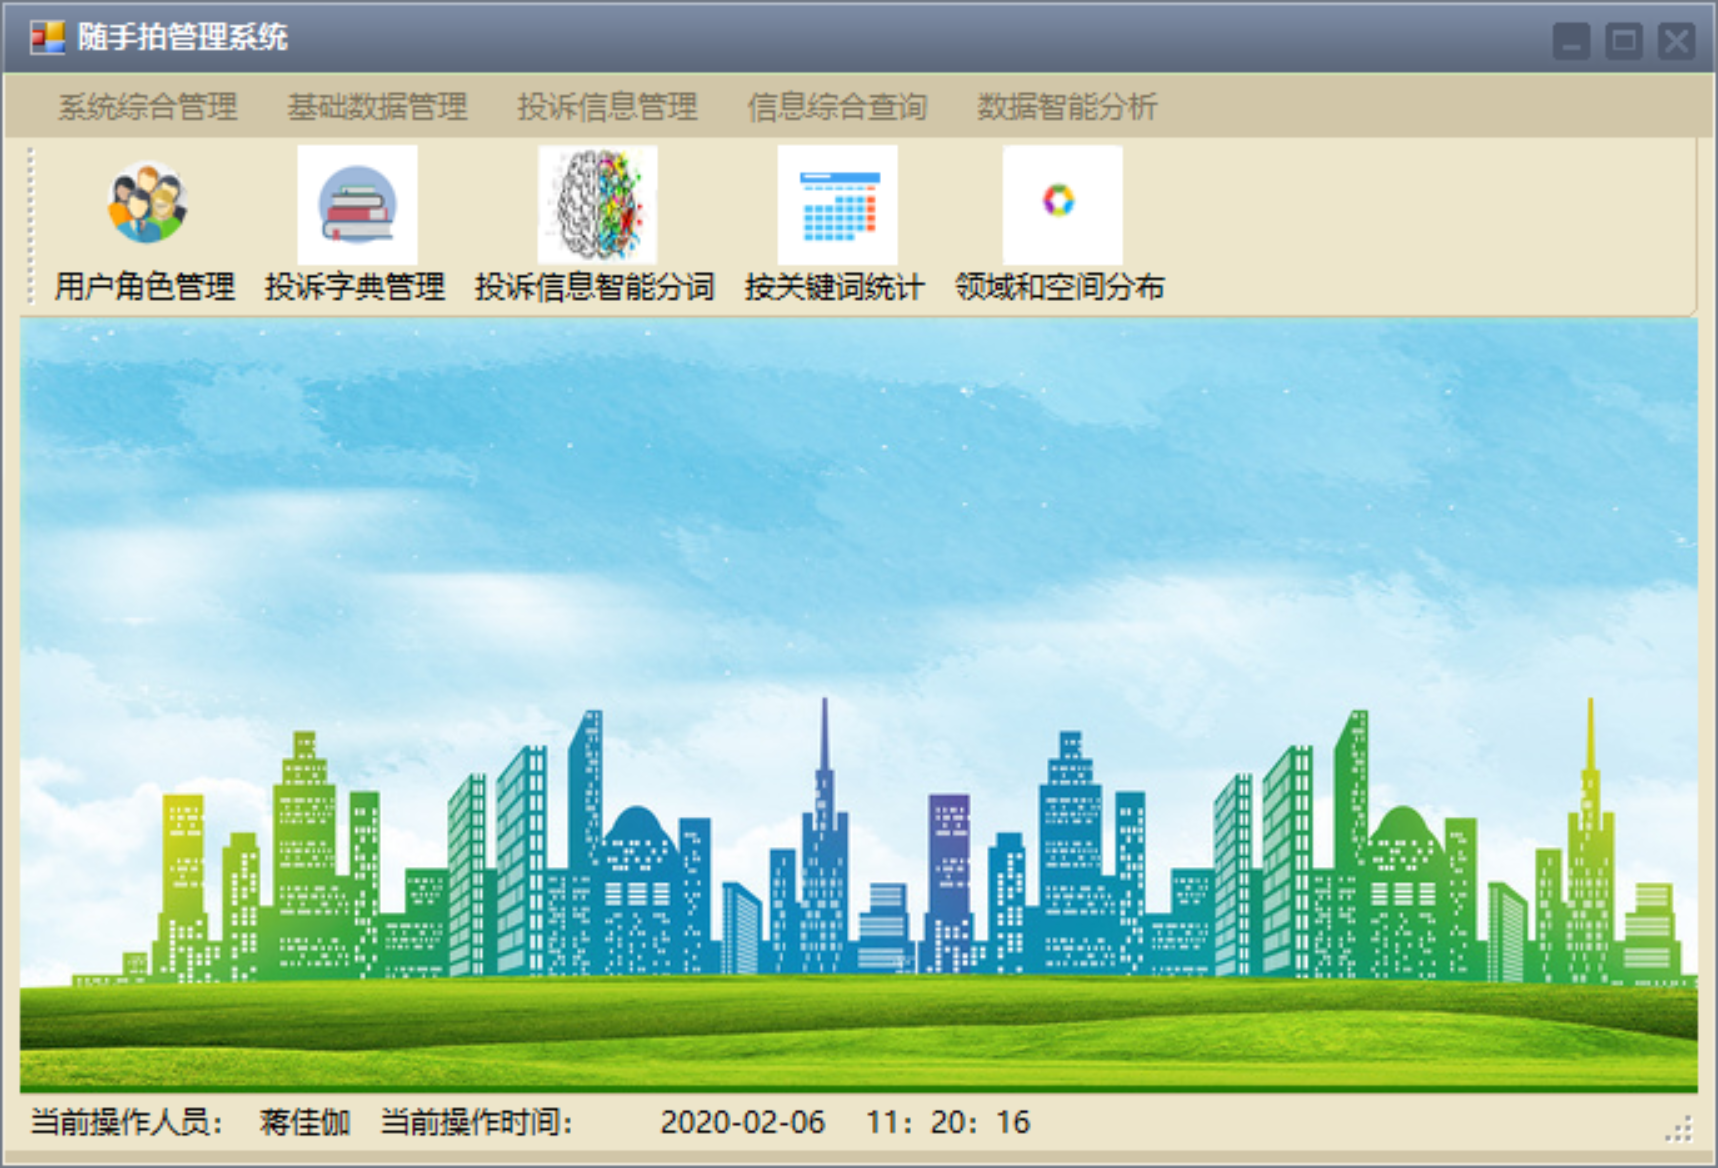 随手拍管理系统
系统综合管理 基础数据管理 投诉信息管理 信息综合查询 数据智能分析
用户角色管理 投诉字典管理 投诉信息智能分词 按关键词统计 领域和空间分布
当前操作人员： 蒋佳伽 当前操作时间： 2020-02-06 11：20：16